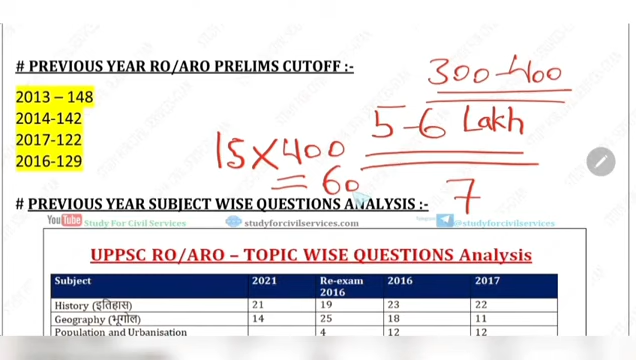 # PREVIOUS YEAR RO/ARO PRELIMS CUTOFF :-
300-400
2013 – 148
2014-142
2017-122
2016-129
5-6 Lakh
15X400
=60
7
# PREVIOUS YEAR SUBJECT WISE QUESTIONS ANALYSIS :-
YouTube Study For Civil Services studyforcivilservices.com Telegram studyforcivilservices
UPPSC RO/ARO – TOPIC WISE QUESTIONS Analysis
Subject 2021 Re-exam 2016 2016 2017
History (इतिहास) 21 19 23 22
Geography (भूगोल) 14 25 18 11
Population and Urbanisation 4 12 12